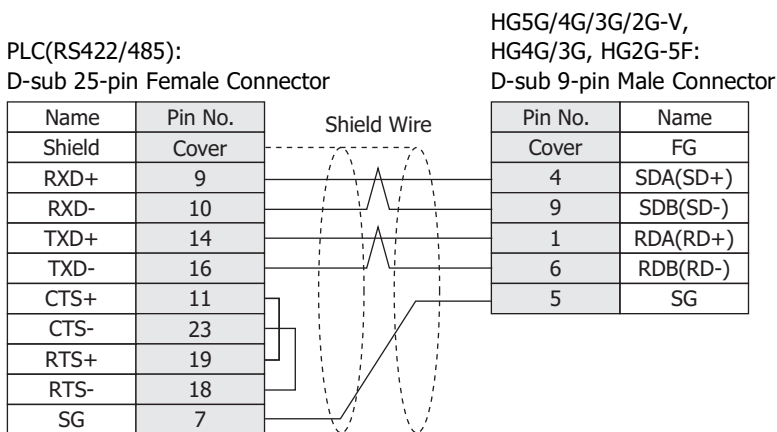 HG5G/4G/3G/2G-V,
PLC(RS422/485): HG4G/3G, HG2G-5F:
D-sub 25-pin Female Connector D-sub 9-pin Male Connector
Name Pin No. Shield Wire Pin No. Name
Shield Cover Cover FG
RXD+ 9 4 SDA(SD+)
RXD- 10 9 SDB(SD-)
TXD+ 14 1 RDA(RD+)
TXD- 16 6 RDB(RD-)
CTS+ 11 5 SG
CTS- 23
RTS+ 19
RTS- 18
SG 7